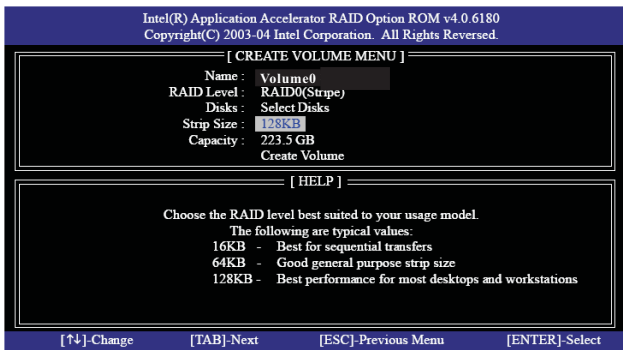 Intel(R) Application Accelerator RAID Option ROM v4.0.6180
Copyright(C) 2003-04 Intel Corporation. All Rights Reversed.
[ CREATE VOLUME MENU ]
Name : Volume0
RAID Level : RAID0(Stripe)
Disks : Select Disks
Strip Size : 128KB
Capacity : 223.5 GB
Create Volume
[ HELP ]
Choose the RAID level best suited to your usage model.
The following are typical values:
16KB - Best for sequential transfers
64KB - Good general purpose strip size
128KB - Best performance for most desktops and workstations
[↑↓]-Change [TAB]-Next [ESC]-Previous Menu [ENTER]-Select